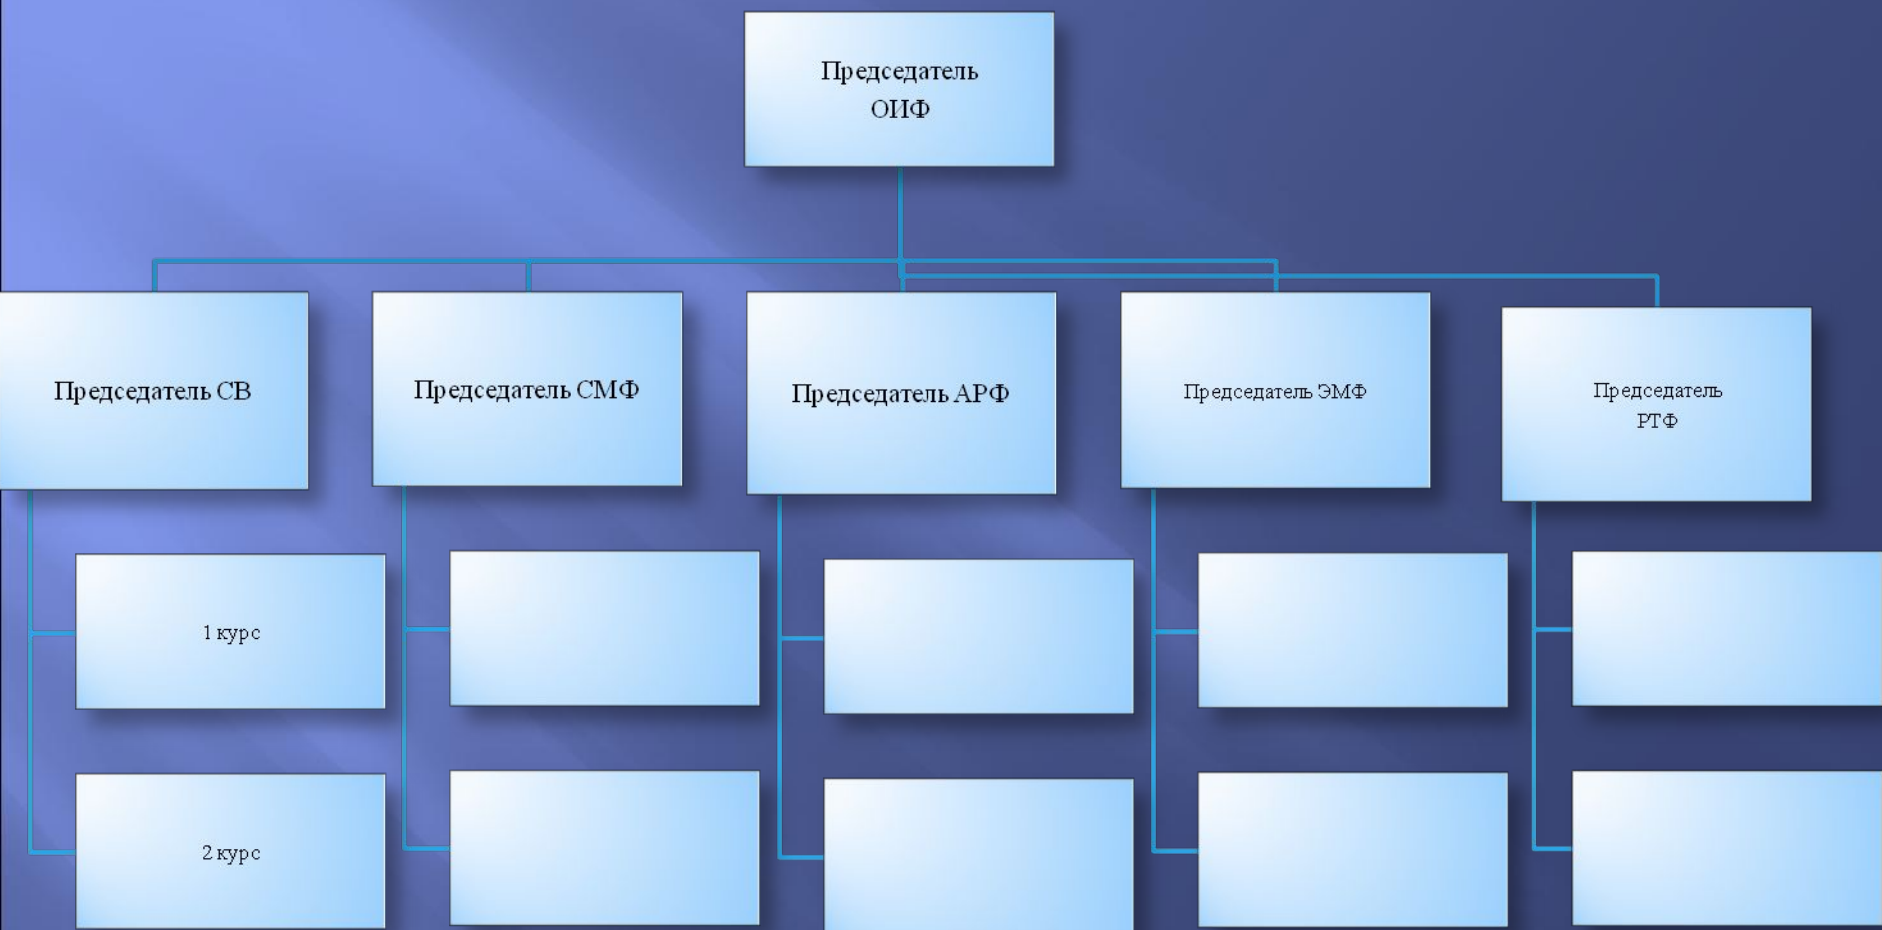 Председатель
ОИФ
Председатель СВ
Председатель СМФ
Председатель АРФ
Председатель ЭМФ
Председатель
РТФ
1 курс
2 курс